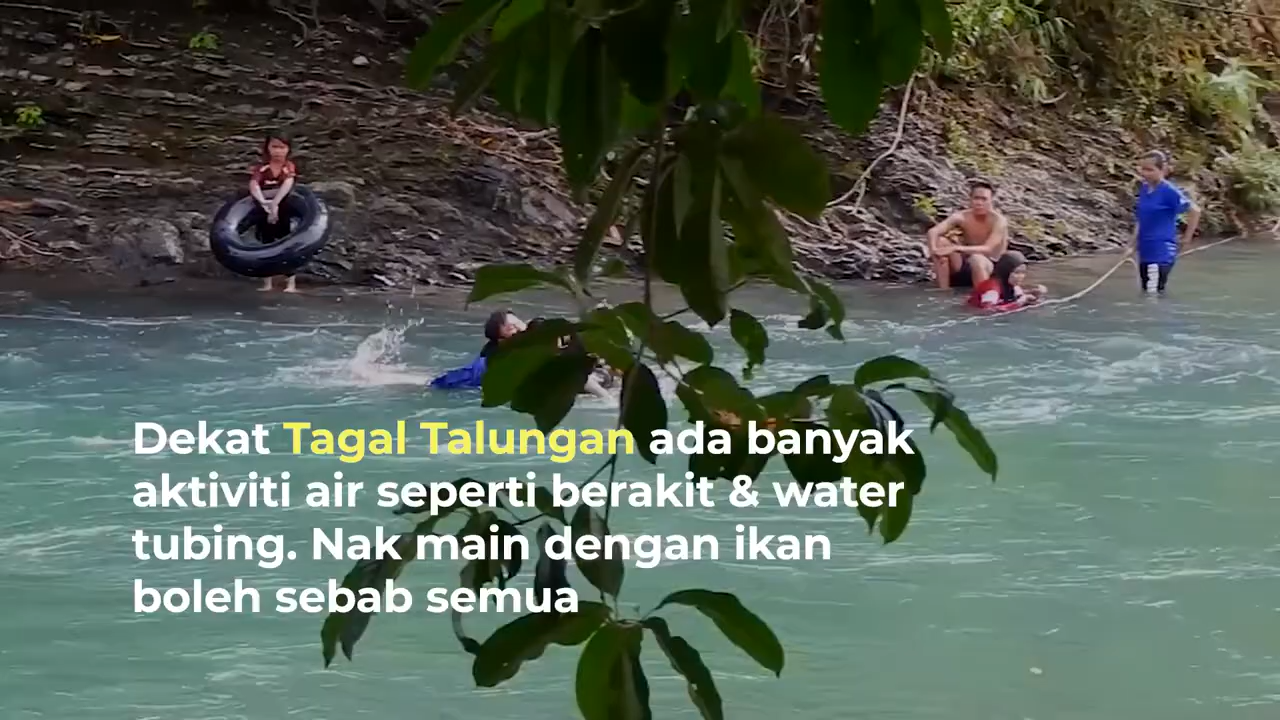 Dekat Tagal Talungan ada banyak
aktiviti air seperti berakit & water
tubing. Nak main dengan ikan
boleh sebab semua